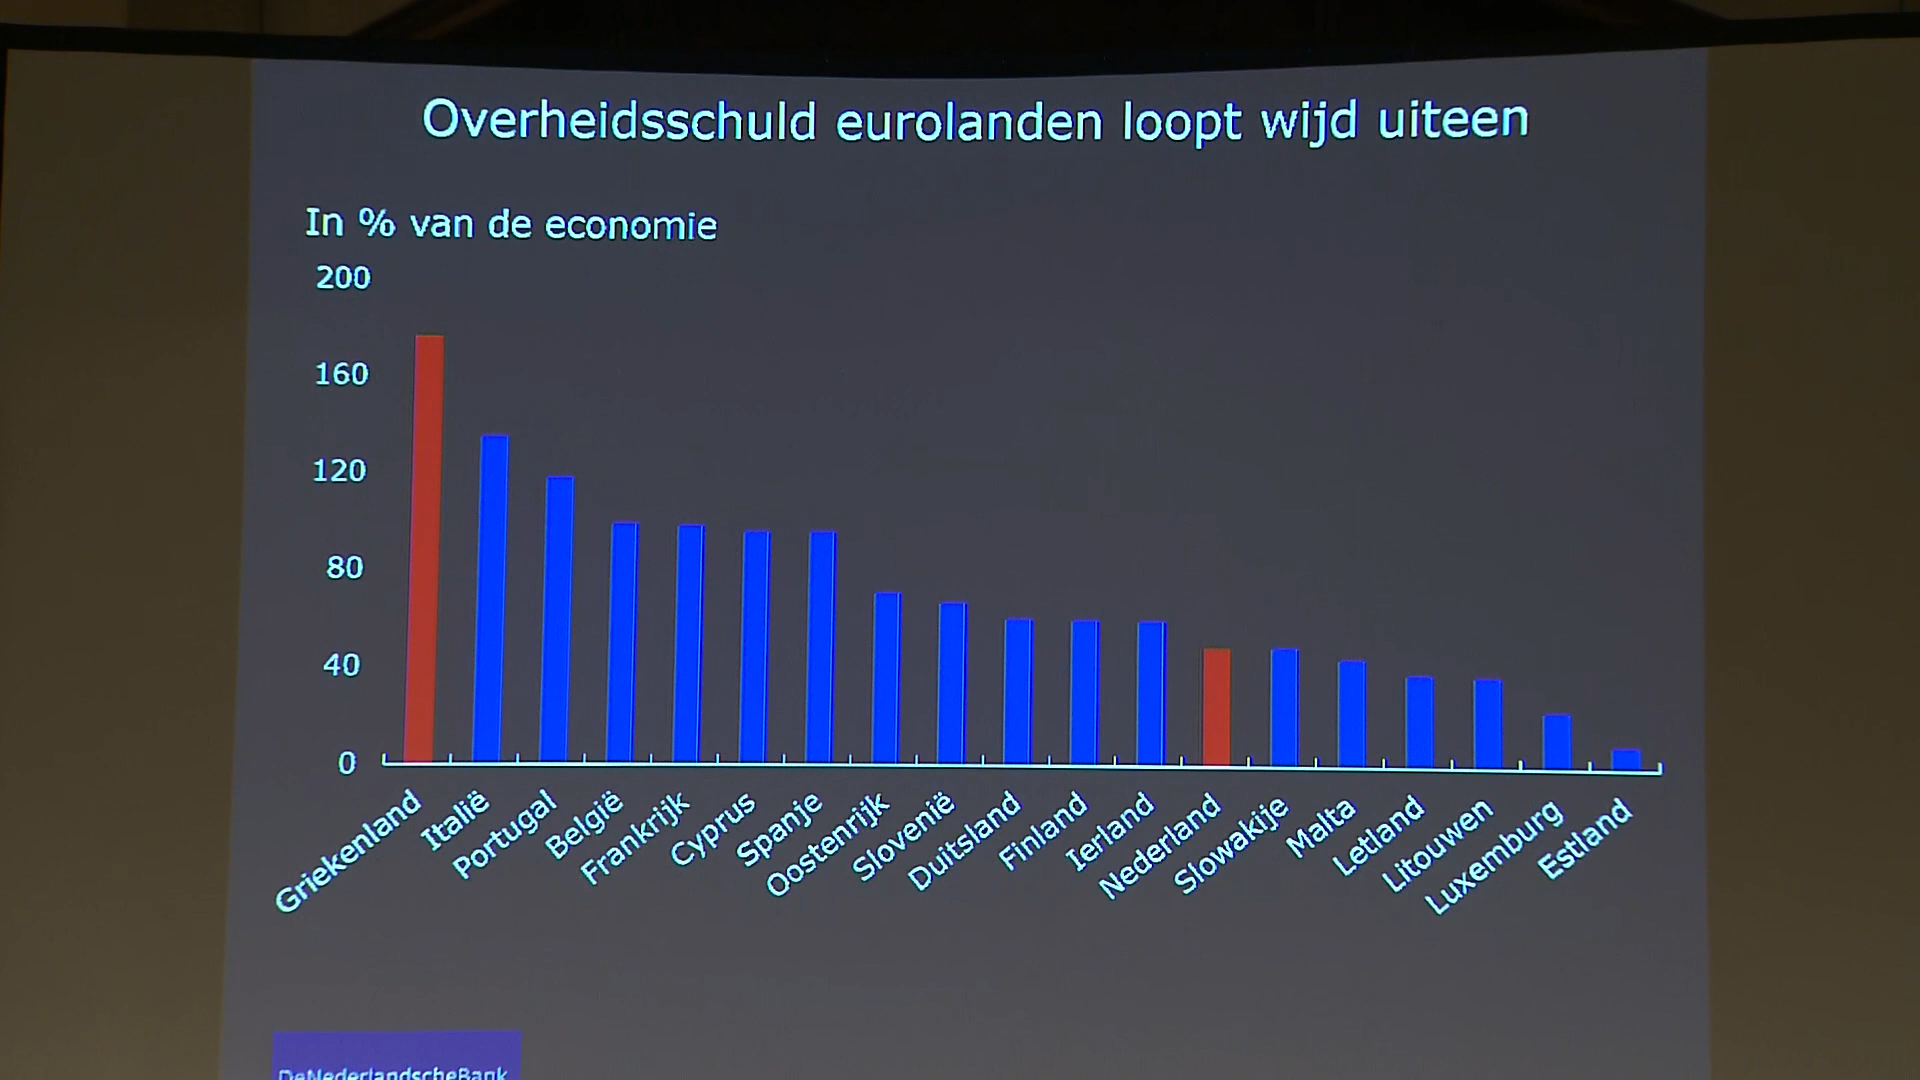 Overheidsschuld eurolanden loopt wijd uiteen
In % van de economie
200
160
120
80
40
0
Griekenland
Italië
Portugal
België
Frankrijk
Cyprus
Spanje
Oostenrijk
Slovenië
Duitsland
Finland
Ierland
Nederland
Slowakije
Malta
Letland
Litouwen
Luxemburg
Estland
DeNederlandscheBank